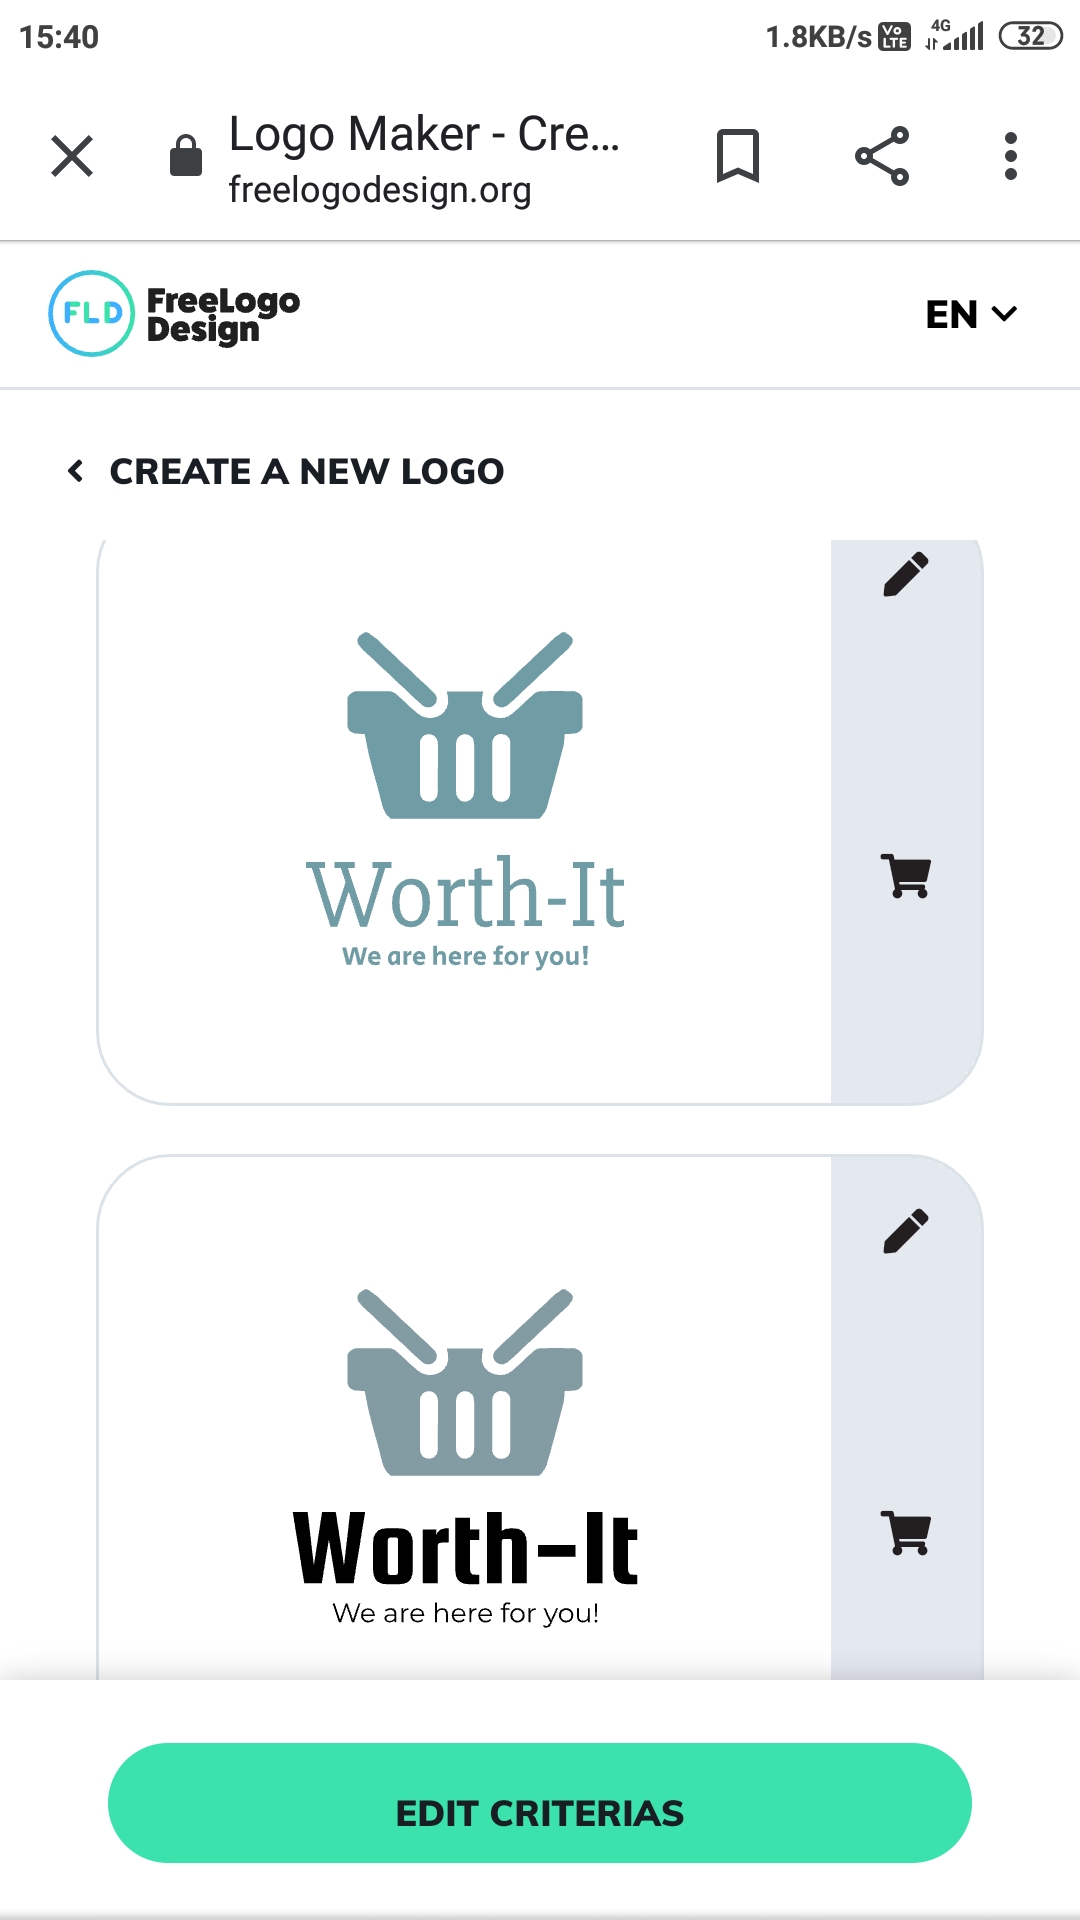 15:40
1.8KB/s Vo LTE 4G 32
Logo Maker - Cre...
freelogodesign.org
FLD FreeLogo Design
EN
CREATE A NEW LOGO
Worth-It
We are here for you!
Worth-It
We are here for you!
EDIT CRITERIAS